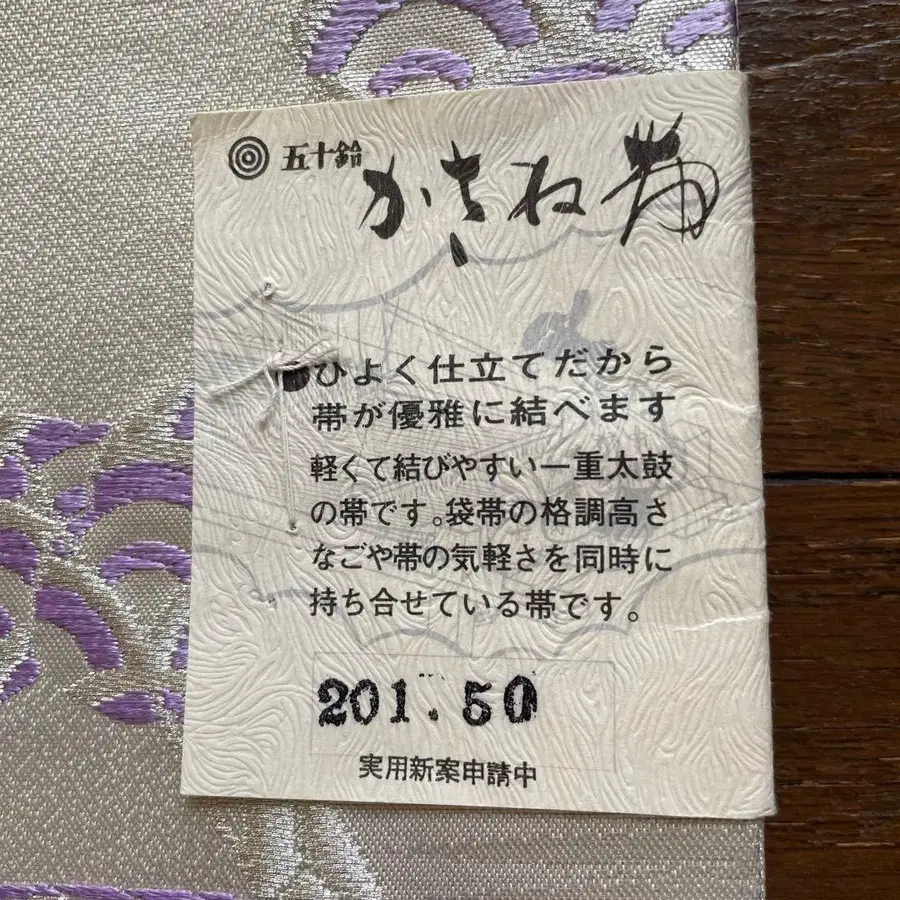 五十鈴
かさね帯
●ひよく仕立てだから
帯が優雅に結べます
軽くて結びやすい一重太鼓
の帯です。袋帯の格調高さ
なごや帯の気軽さを同時に
持ち合せている帯です。
201.50
実用新案申請中